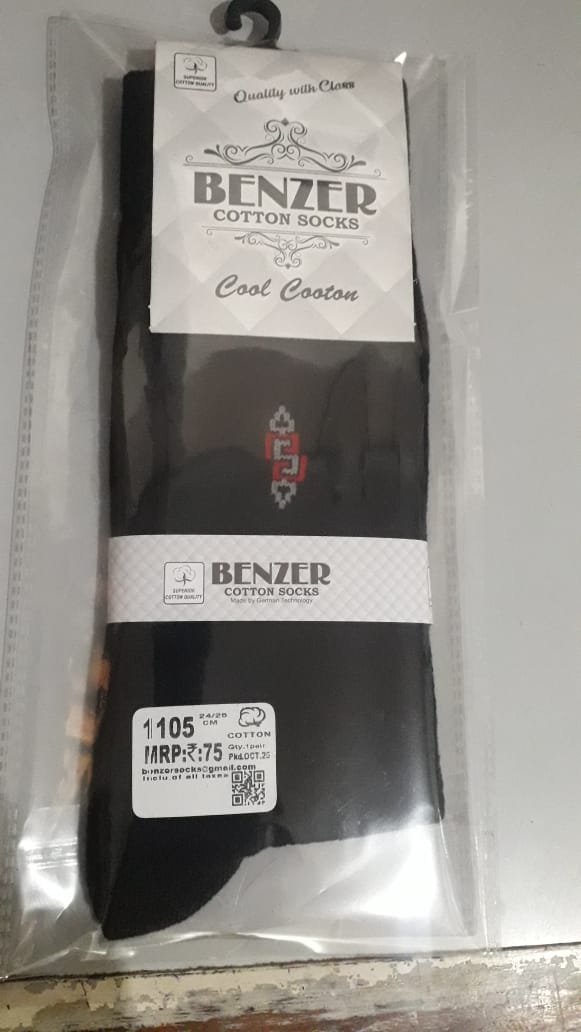 SUPERIOR
COTTON QUALITY
Quality with Class
BENZER
COTTON SOCKS
Cool Cooton
SUPERIOR
COTTON QUALITY
BENZER
COTTON SOCKS
Made by German Technology
1105 24/26 CM
COTTON
MRP:₹:75 Qty.1pair
Pkd.OCT.25
benzersocks@gmail.com
Inclu.of all taxes